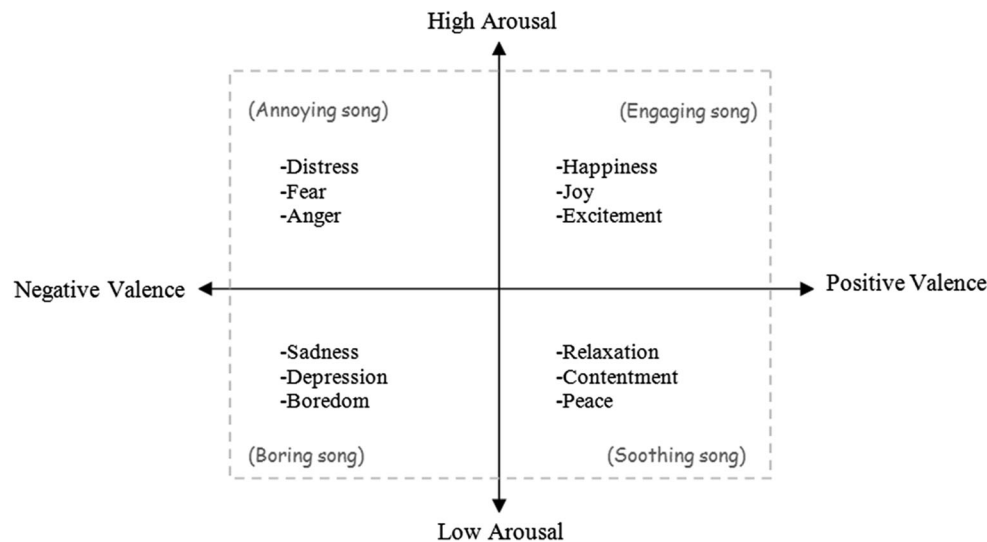 High Arousal
(Annoying song)
(Engaging song)
-Distress
-Fear
-Anger
-Happiness
-Joy
-Excitement
Negative Valence
Positive Valence
-Sadness
-Depression
-Boredom
-Relaxation
-Contentment
-Peace
(Boring song)
(Soothing song)
Low Arousal